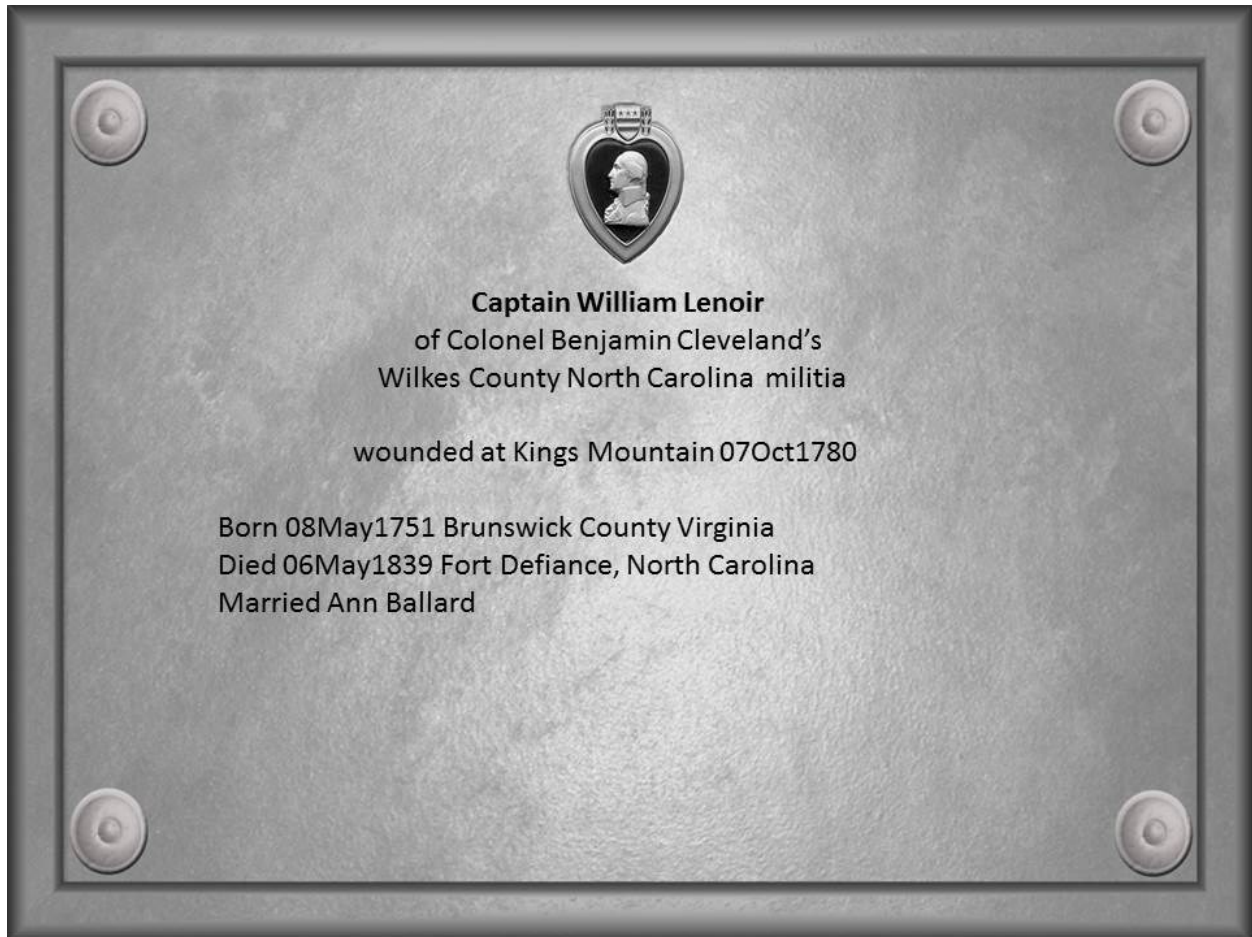 Captain William Lenoir
of Colonel Benjamin Cleveland’s
Wilkes County North Carolina militia
wounded at Kings Mountain 07Oct1780
Born 08May1751 Brunswick County Virginia
Died 06May1839 Fort Defiance, North Carolina
Married Ann Ballard